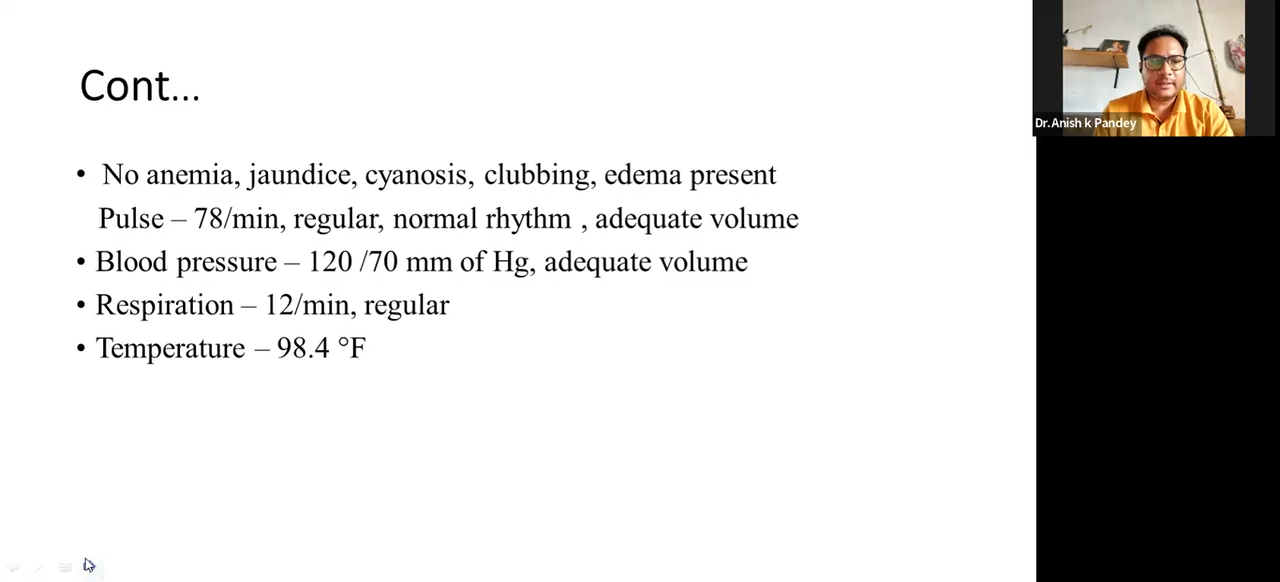 Cont...
• No anemia, jaundice, cyanosis, clubbing, edema present
Pulse – 78/min, regular, normal rhythm , adequate volume
• Blood pressure – 120 /70 mm of Hg, adequate volume
• Respiration – 12/min, regular
• Temperature – 98.4 °F
Dr.Anish k Pandey